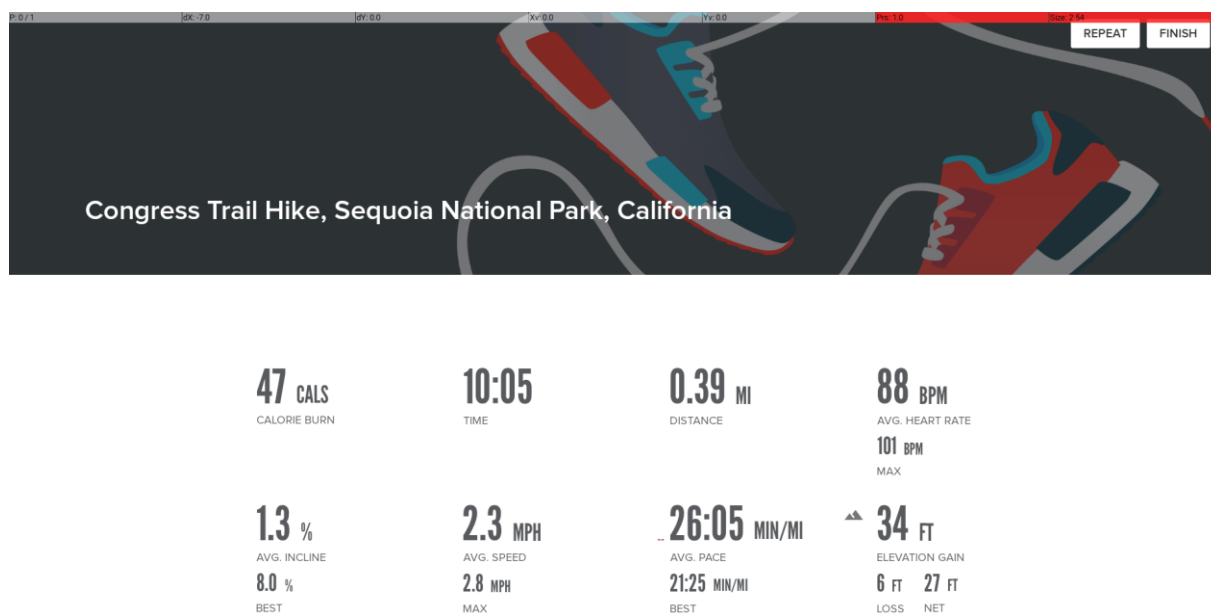 P: 0 / 1 dX: -7.0 dY: 0.0 Xv: 0.0 Yv: 0.0 Prs: 1.0 Size: 2.54
REPEAT FINISH
Congress Trail Hike, Sequoia National Park, California
47 CALS 10:05 0.39 MI 88 BPM
CALORIE BURN TIME DISTANCE AVG. HEART RATE
101 BPM
MAX
1.3 % 2.3 MPH -- 26:05 MIN/MI 34 FT
AVG. INCLINE AVG. SPEED AVG. PACE ELEVATION GAIN
8.0 % 2.8 MPH 21:25 MIN/MI 6 FT 27 FT
BEST MAX BEST LOSS NET